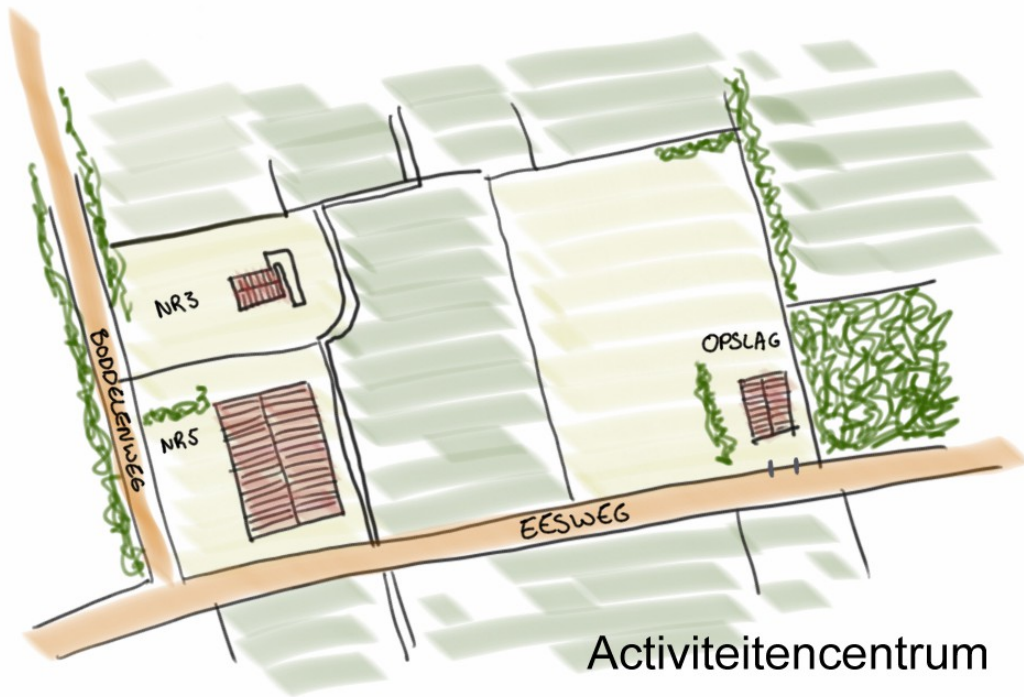 NR3
OPSLAG
BODDELENWEG
NR5
EESWEG
Activiteitencentrum